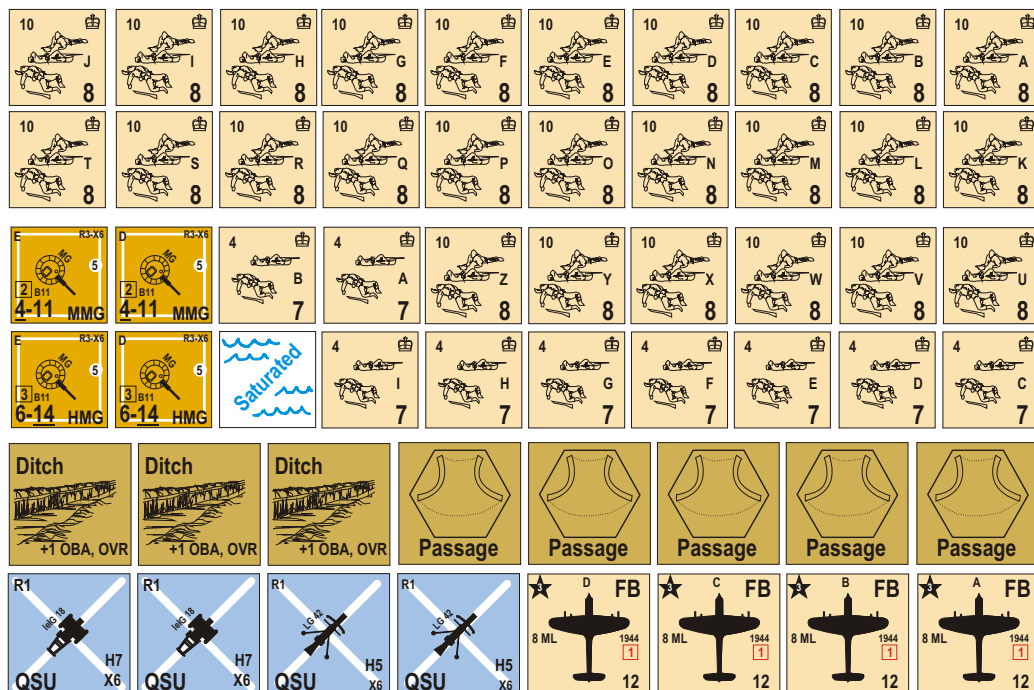 10 10 10 10 10 10 10 10 10 10
J I H G F E D C B A
8 8 8 8 8 8 8 8 8 8
10 10 10 10 10 10 10 10 10 10
T S R Q P O N M L K
8 8 8 8 8 8 8 8 8 8
E R3-X6 D R3-X6 4 4 10 10 10 10 10 10
MG 5 MG 5 B A Z Y X W V U
2 B11 2 B11
4-11 MMG 4-11 MMG 7 7 8 8 8 8 8 8
E R3-X6 D R3-X6 Saturated 4 4 4 4 4 4 4
MG 5 MG 5 I H G F E D C
3 B11 3 B11
6-14 HMG 6-14 HMG 7 7 7 7 7 7 7
Ditch Ditch Ditch
+1 OBA, OVR +1 OBA, OVR +1 OBA, OVR Passage Passage Passage Passage Passage
R1 R1 R1 R1 3 D FB 3 C FB 3 B FB 3 A FB
leIG 18 leIG 18 LG 42 LG 42 8 ML 1944 8 ML 1944 8 ML 1944 8 ML 1944
H7 H7 H5 H5 1 1 1 1
QSU X6 QSU X6 QSU X6 QSU X6 12 12 12 12